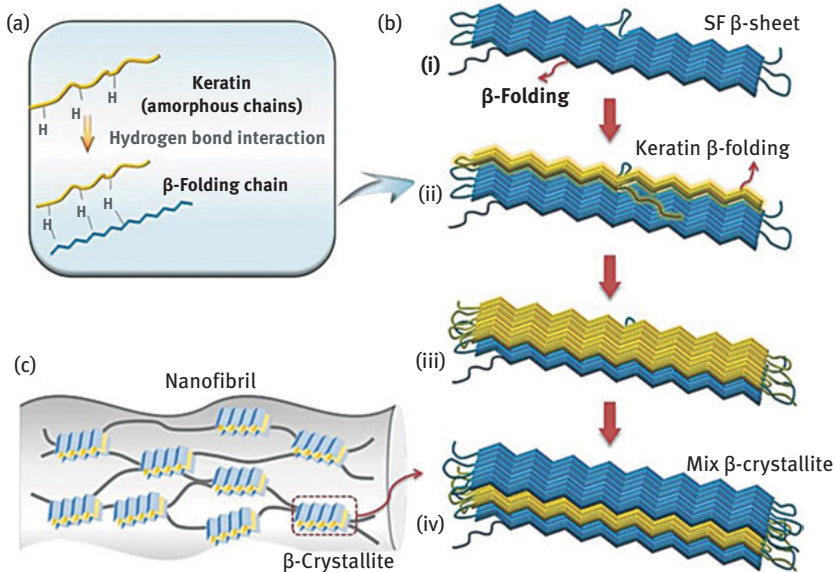 (a)
Keratin
(amorphous chains)
H
H
H
Hydrogen bond interaction
β-Folding chain
H
H
H
(b)
SF β-sheet
(i)
β-Folding
Keratin β-folding
(ii)
(iii)
Mix β-crystallite
(iv)
(c)
Nanofibril
β-Crystallite